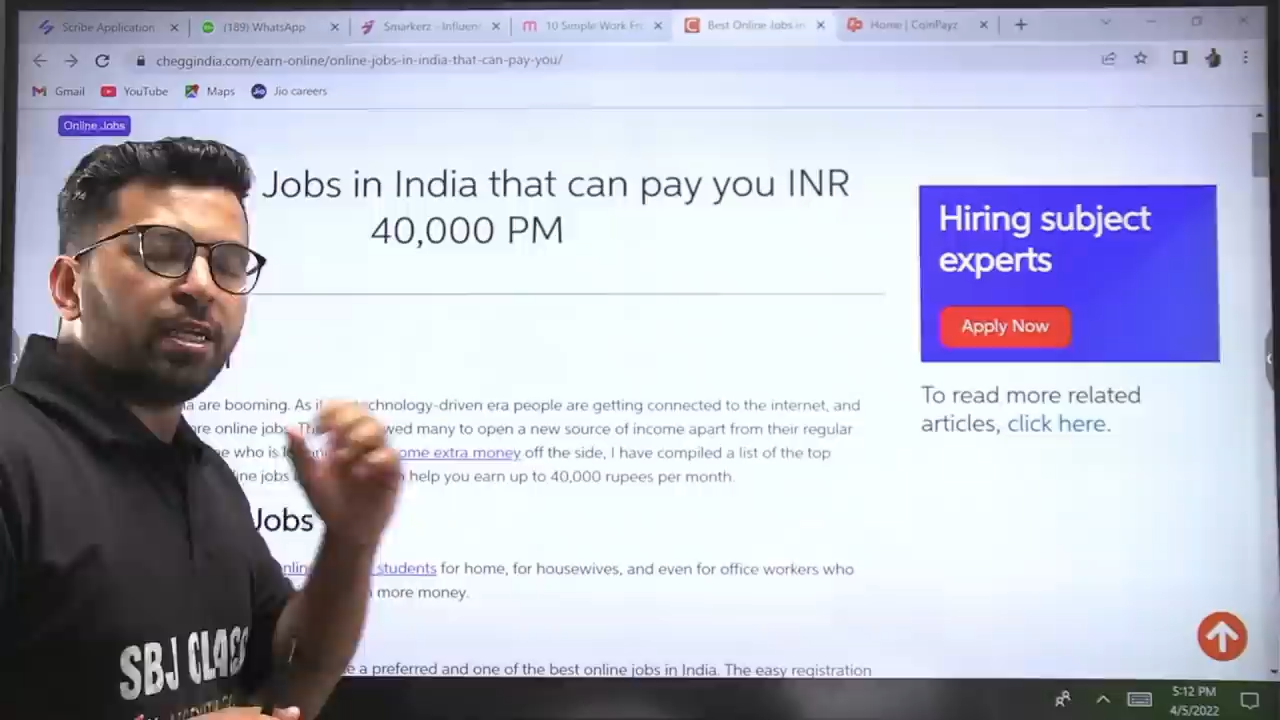 Scribe Application
(189) WhatsApp
Smarkerz - Influen
10 Simple Work Fr
Best Online Jobs in
Home | CoinPayz
cheggindia.com/earn-online/online-jobs-in-india-that-can-pay-you/
Gmail
YouTube
Maps
Jio careers
Online Jobs
Jobs in India that can pay you INR
40,000 PM
Hiring subject
experts
Apply Now
To read more related
articles, click here.
are booming. As chnology-driven era people are getting connected to the internet, and
online jobs. many to open a new source of income apart from their regular
who is extra money off the side, I have compiled a list of the top
jobs help you earn up to 40,000 rupees per month.
Jobs
students for home, for housewives, and even for office workers who
more money.
a preferred and one of the best online jobs in India. The easy registration
SBJ CLASS
5:12 PM
4/5/2022